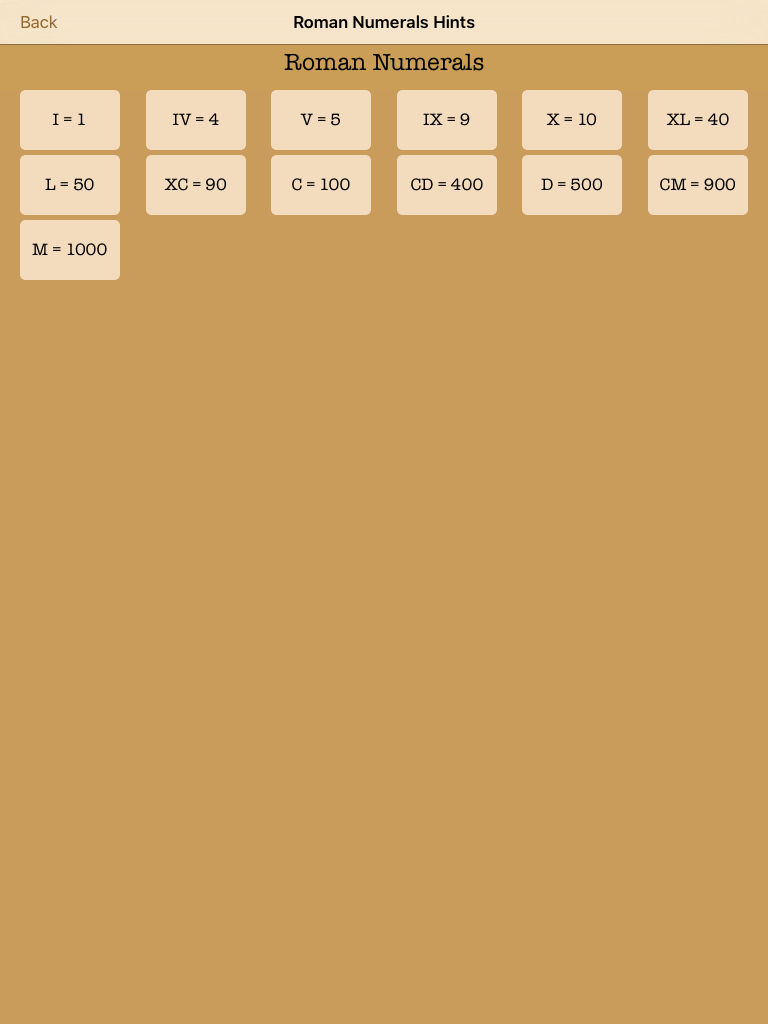 Back
Roman Numerals Hints
Roman Numerals
I = 1
IV = 4
V = 5
IX = 9
X = 10
XL = 40
L = 50
XC = 90
C = 100
CD = 400
D = 500
CM = 900
M = 1000